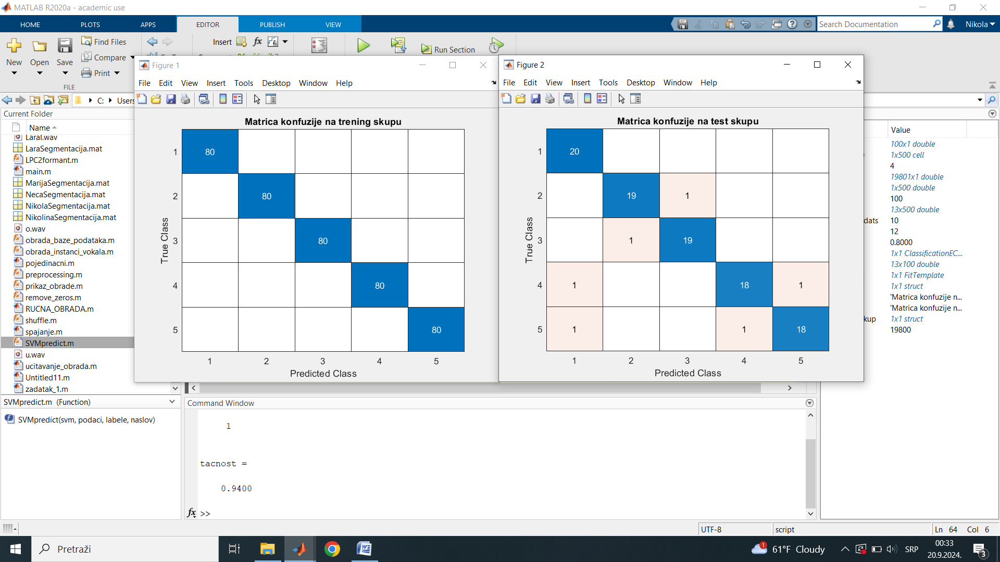 MATLAB R2020a - academic use
HOME PLOTS APPS EDITOR PUBLISH VIEW
Search Documentation
Nikola
New
Open
Save
Find Files
Compare
Print
FILE
Insert fx
Run Section
C: Users
Current Folder
Name
Laral.wav
LaraSegmentacija.mat
LPC2formant.m
main.m
MarijaSegmentacija.mat
NecaSegmentacija.mat
NikolaSegmentacija.mat
NikolinaSegmentacija.mat
o.wav
obrada_baze_podataka.m
obrada_instanci_vokala.m
pojedinacni.m
preprocessing.m
prikaz_obrade.m
remove_zeros.m
RUCNA_OBRADA.m
shuffle.m
spajanje.m
SVMpredict.m
u.wav
ucitavanje_obrada.m
Untitled11.m
zadatak_1.m
SVMpredict.m (Function)
SVMpredict(svm, podaci, labele, naslov)
Figure 1
File Edit View Insert Tools Desktop Window Help
Matrica konfuzije na trening skupu
True Class
1 80
2 80
3 80
4 80
5 80
1 2 3 4 5
Predicted Class
Figure 2
File Edit View Insert Tools Desktop Window Help
Matrica konfuzije na test skupu
True Class
1 20
2 19 1
3 1 19
4 1 18 1
5 1 1 18
1 2 3 4 5
Predicted Class
Value
100x1 double
1x500 cell
4
19801x1 double
1x500 double
100
13x500 double
dats 10
12
0.8000
1x1 ClassificationEC...
13x100 double
1x1 FitTemplate
1x1 struct
'Matrica konfuzije n...
'Matrica konfuzije n...
kup 1x1 struct
19800
Command Window
1
tacnost =
0.9400
fx >>
UTF-8 script Ln 64 Col 6
Pretraži
1
61°F Cloudy
SRP
00:33
20.9.2024.
3